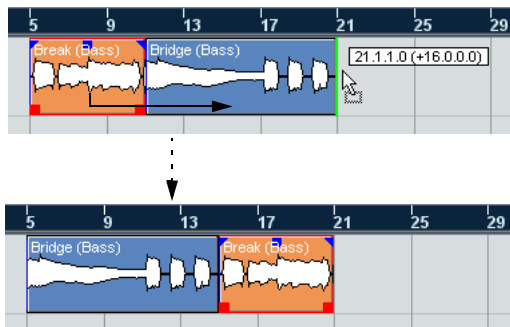 5 9 13 17 21 25 29
Break (Bass) Bridge (Bass)
21.1.1.0 (+16.0.0.0)
5 9 13 17 21 25 29
Bridge (Bass) Break (Bass)